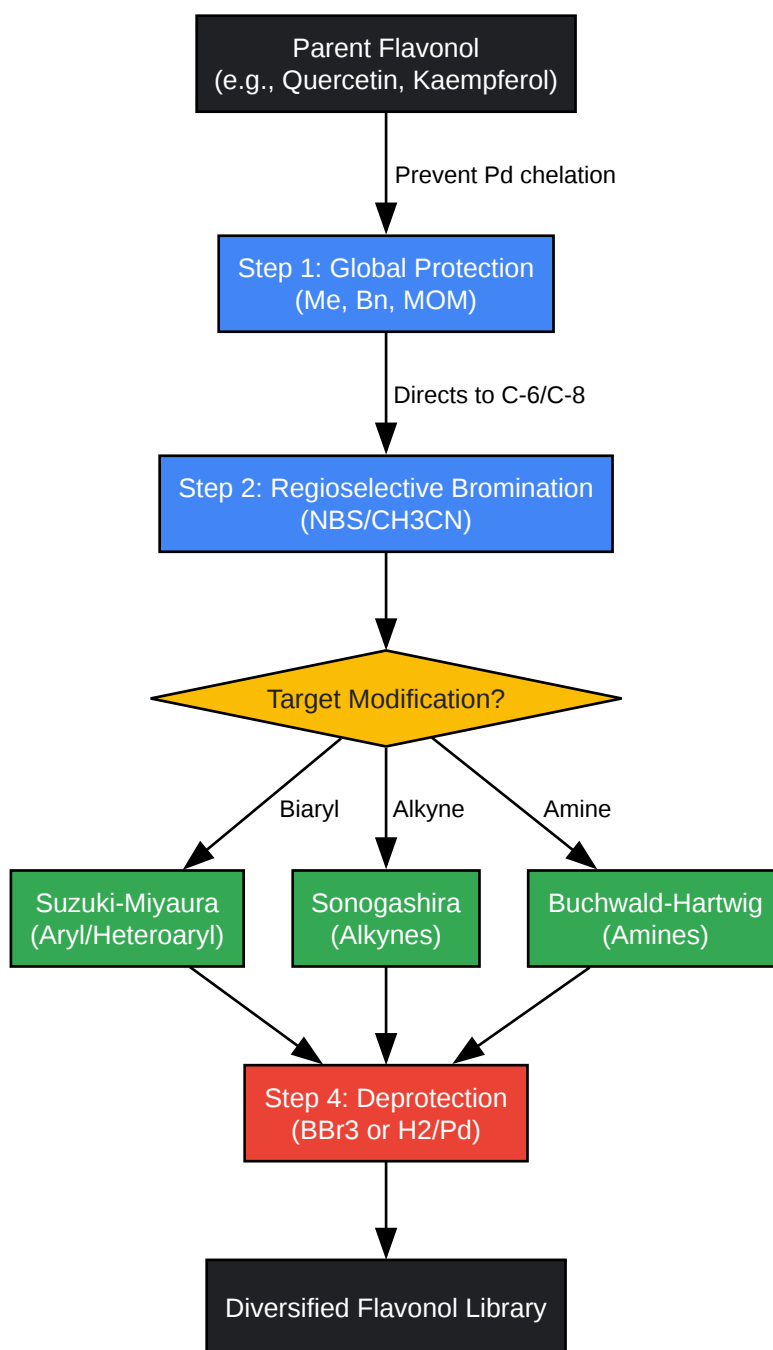 Parent Flavonol
(e.g., Quercetin, Kaempferol)
Prevent Pd chelation
Step 1: Global Protection
(Me, Bn, MOM)
Directs to C-6/C-8
Step 2: Regioselective Bromination
(NBS/CH3CN)
Target Modification?
Biaryl
Alkyne
Amine
Suzuki-Miyaura
(Aryl/Heteroaryl)
Sonogashira
(Alkynes)
Buchwald-Hartwig
(Amines)
Step 4: Deprotection
(BBr3 or H2/Pd)
Diversified Flavonol Library